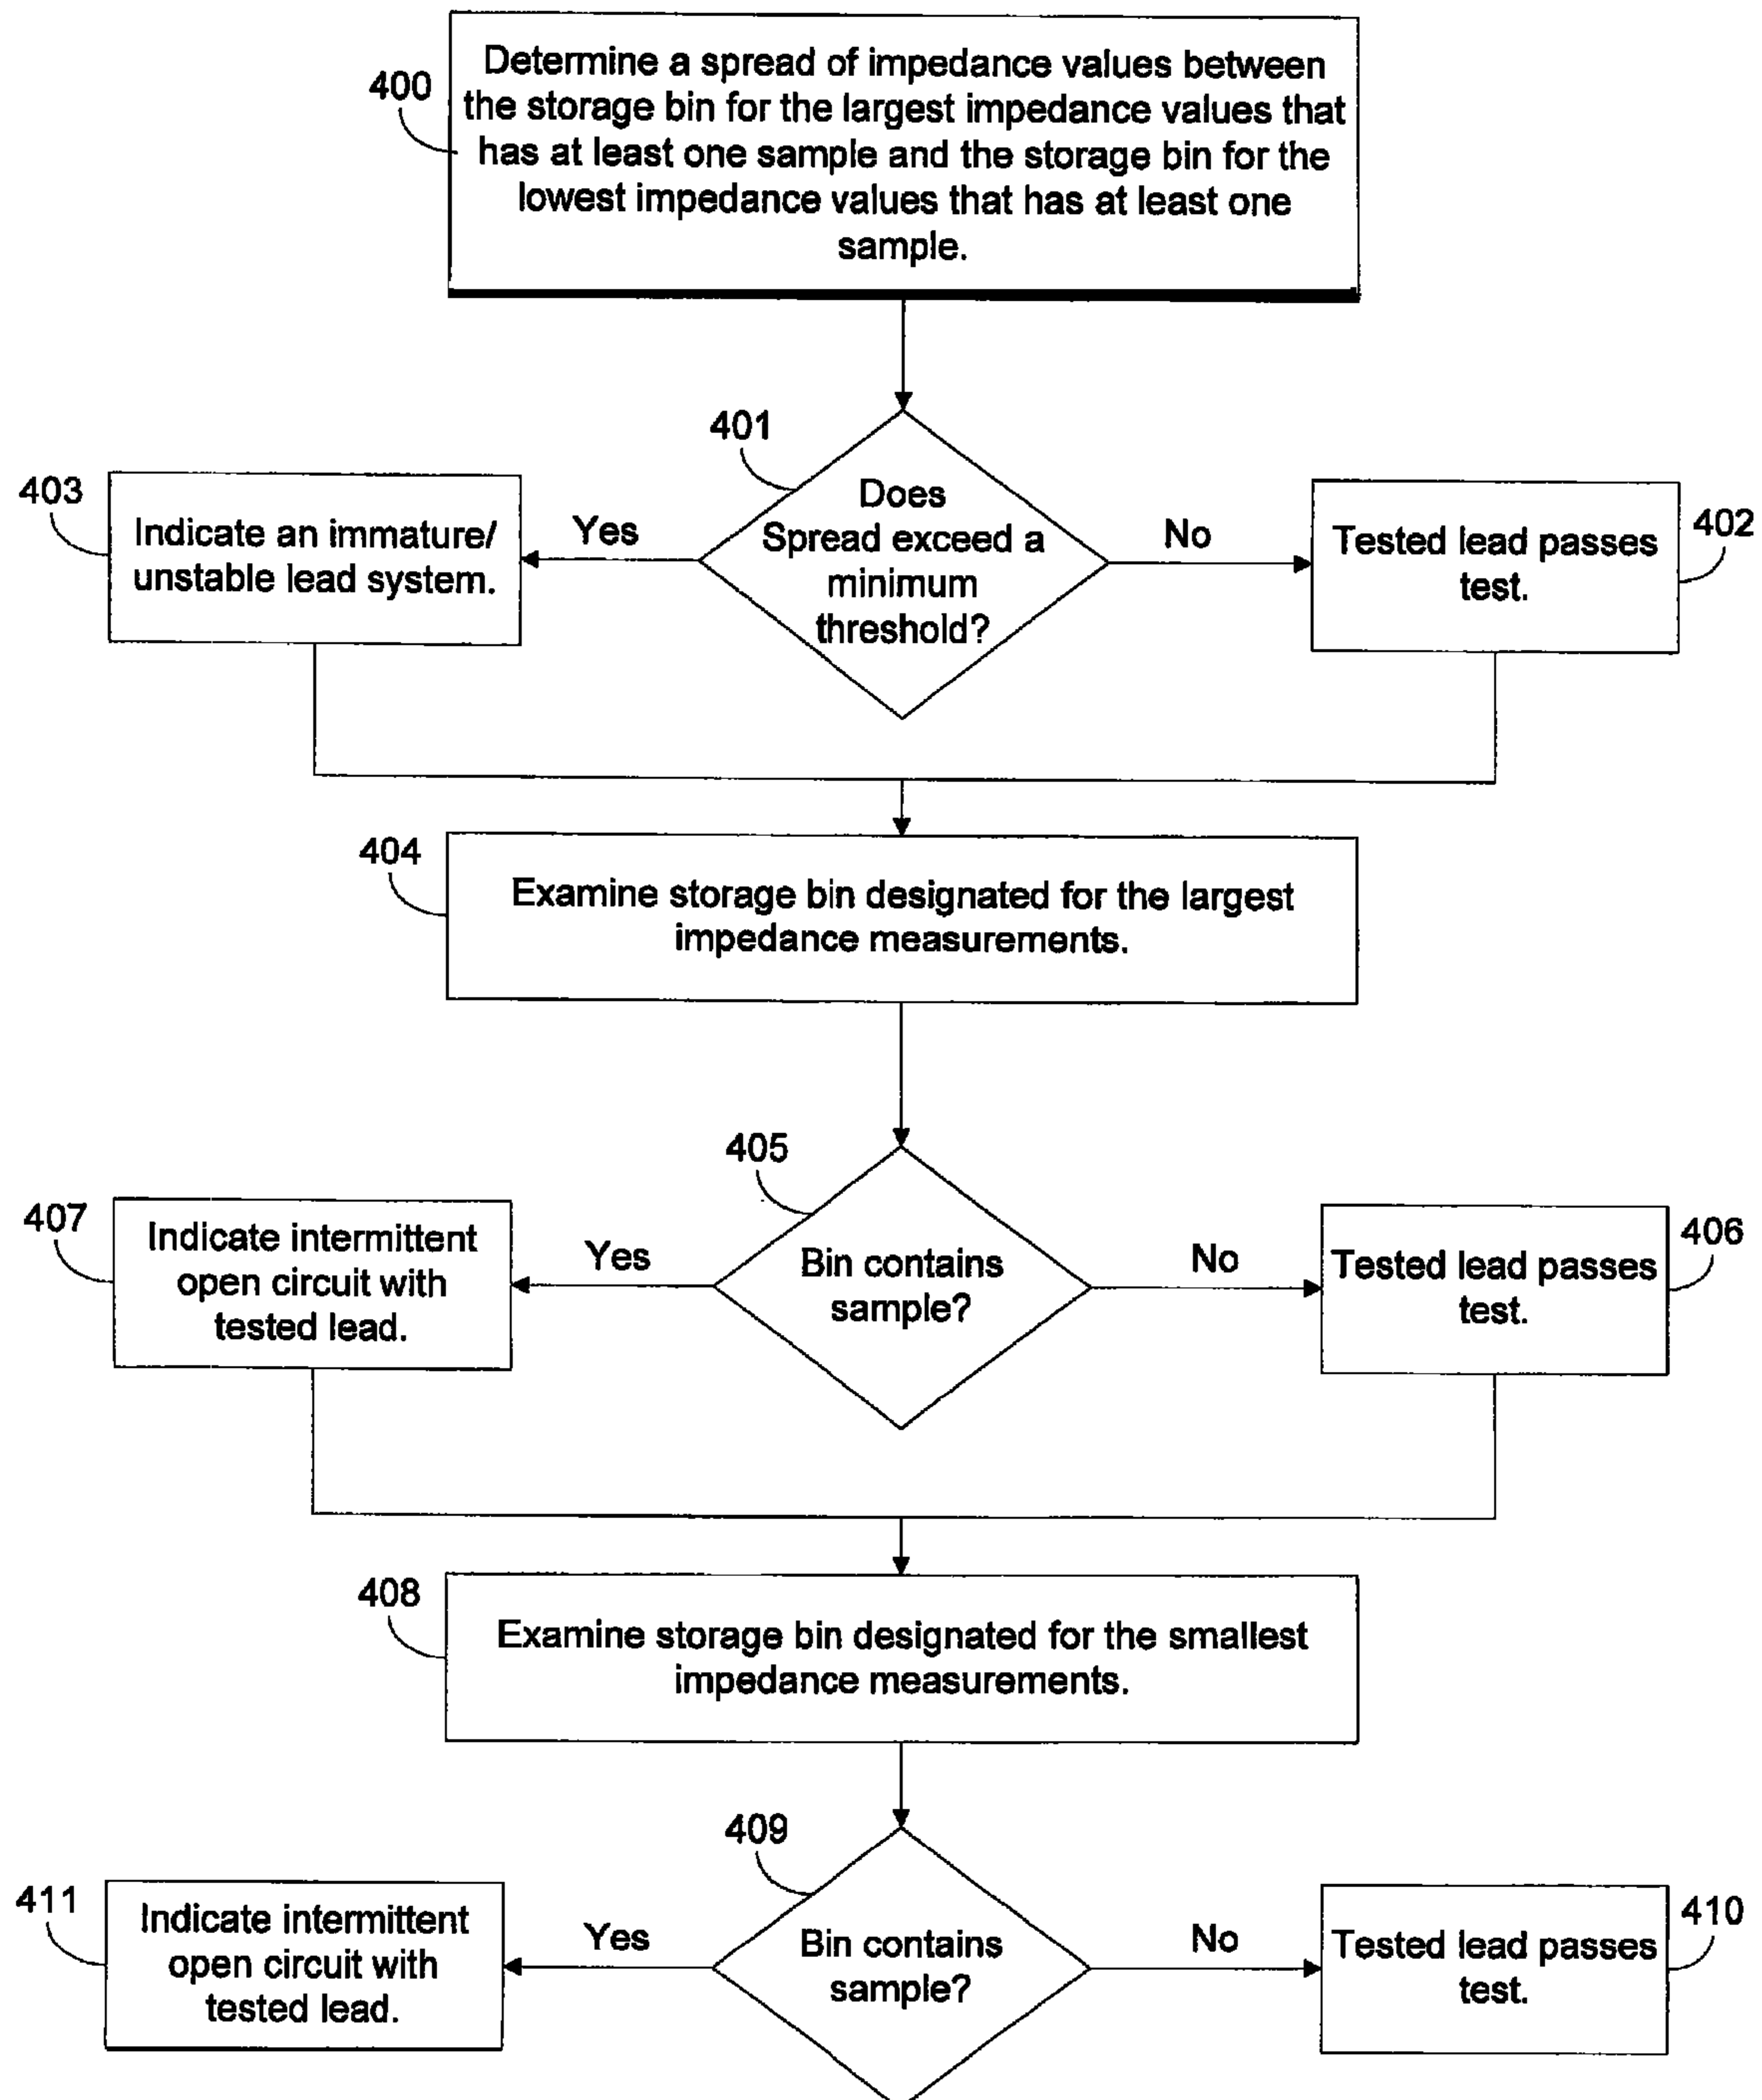 400
Determine a spread of impedance values between
the storage bin for the largest impedance values that
has at least one sample and the storage bin for the
lowest impedance values that has at least one
sample.
401
Does
Spread exceed a
minimum
threshold?
Yes
No
403
Indicate an immature/
unstable lead system.
Tested lead passes
test.
402
404
Examine storage bin designated for the largest
impedance measurements.
405
Bin contains
sample?
Yes
No
407
Indicate intermittent
open circuit with
tested lead.
Tested lead passes
test.
406
408
Examine storage bin designated for the smallest
impedance measurements.
409
Bin contains
sample?
Yes
No
411
Indicate intermittent
open circuit with
tested lead.
Tested lead passes
test.
410